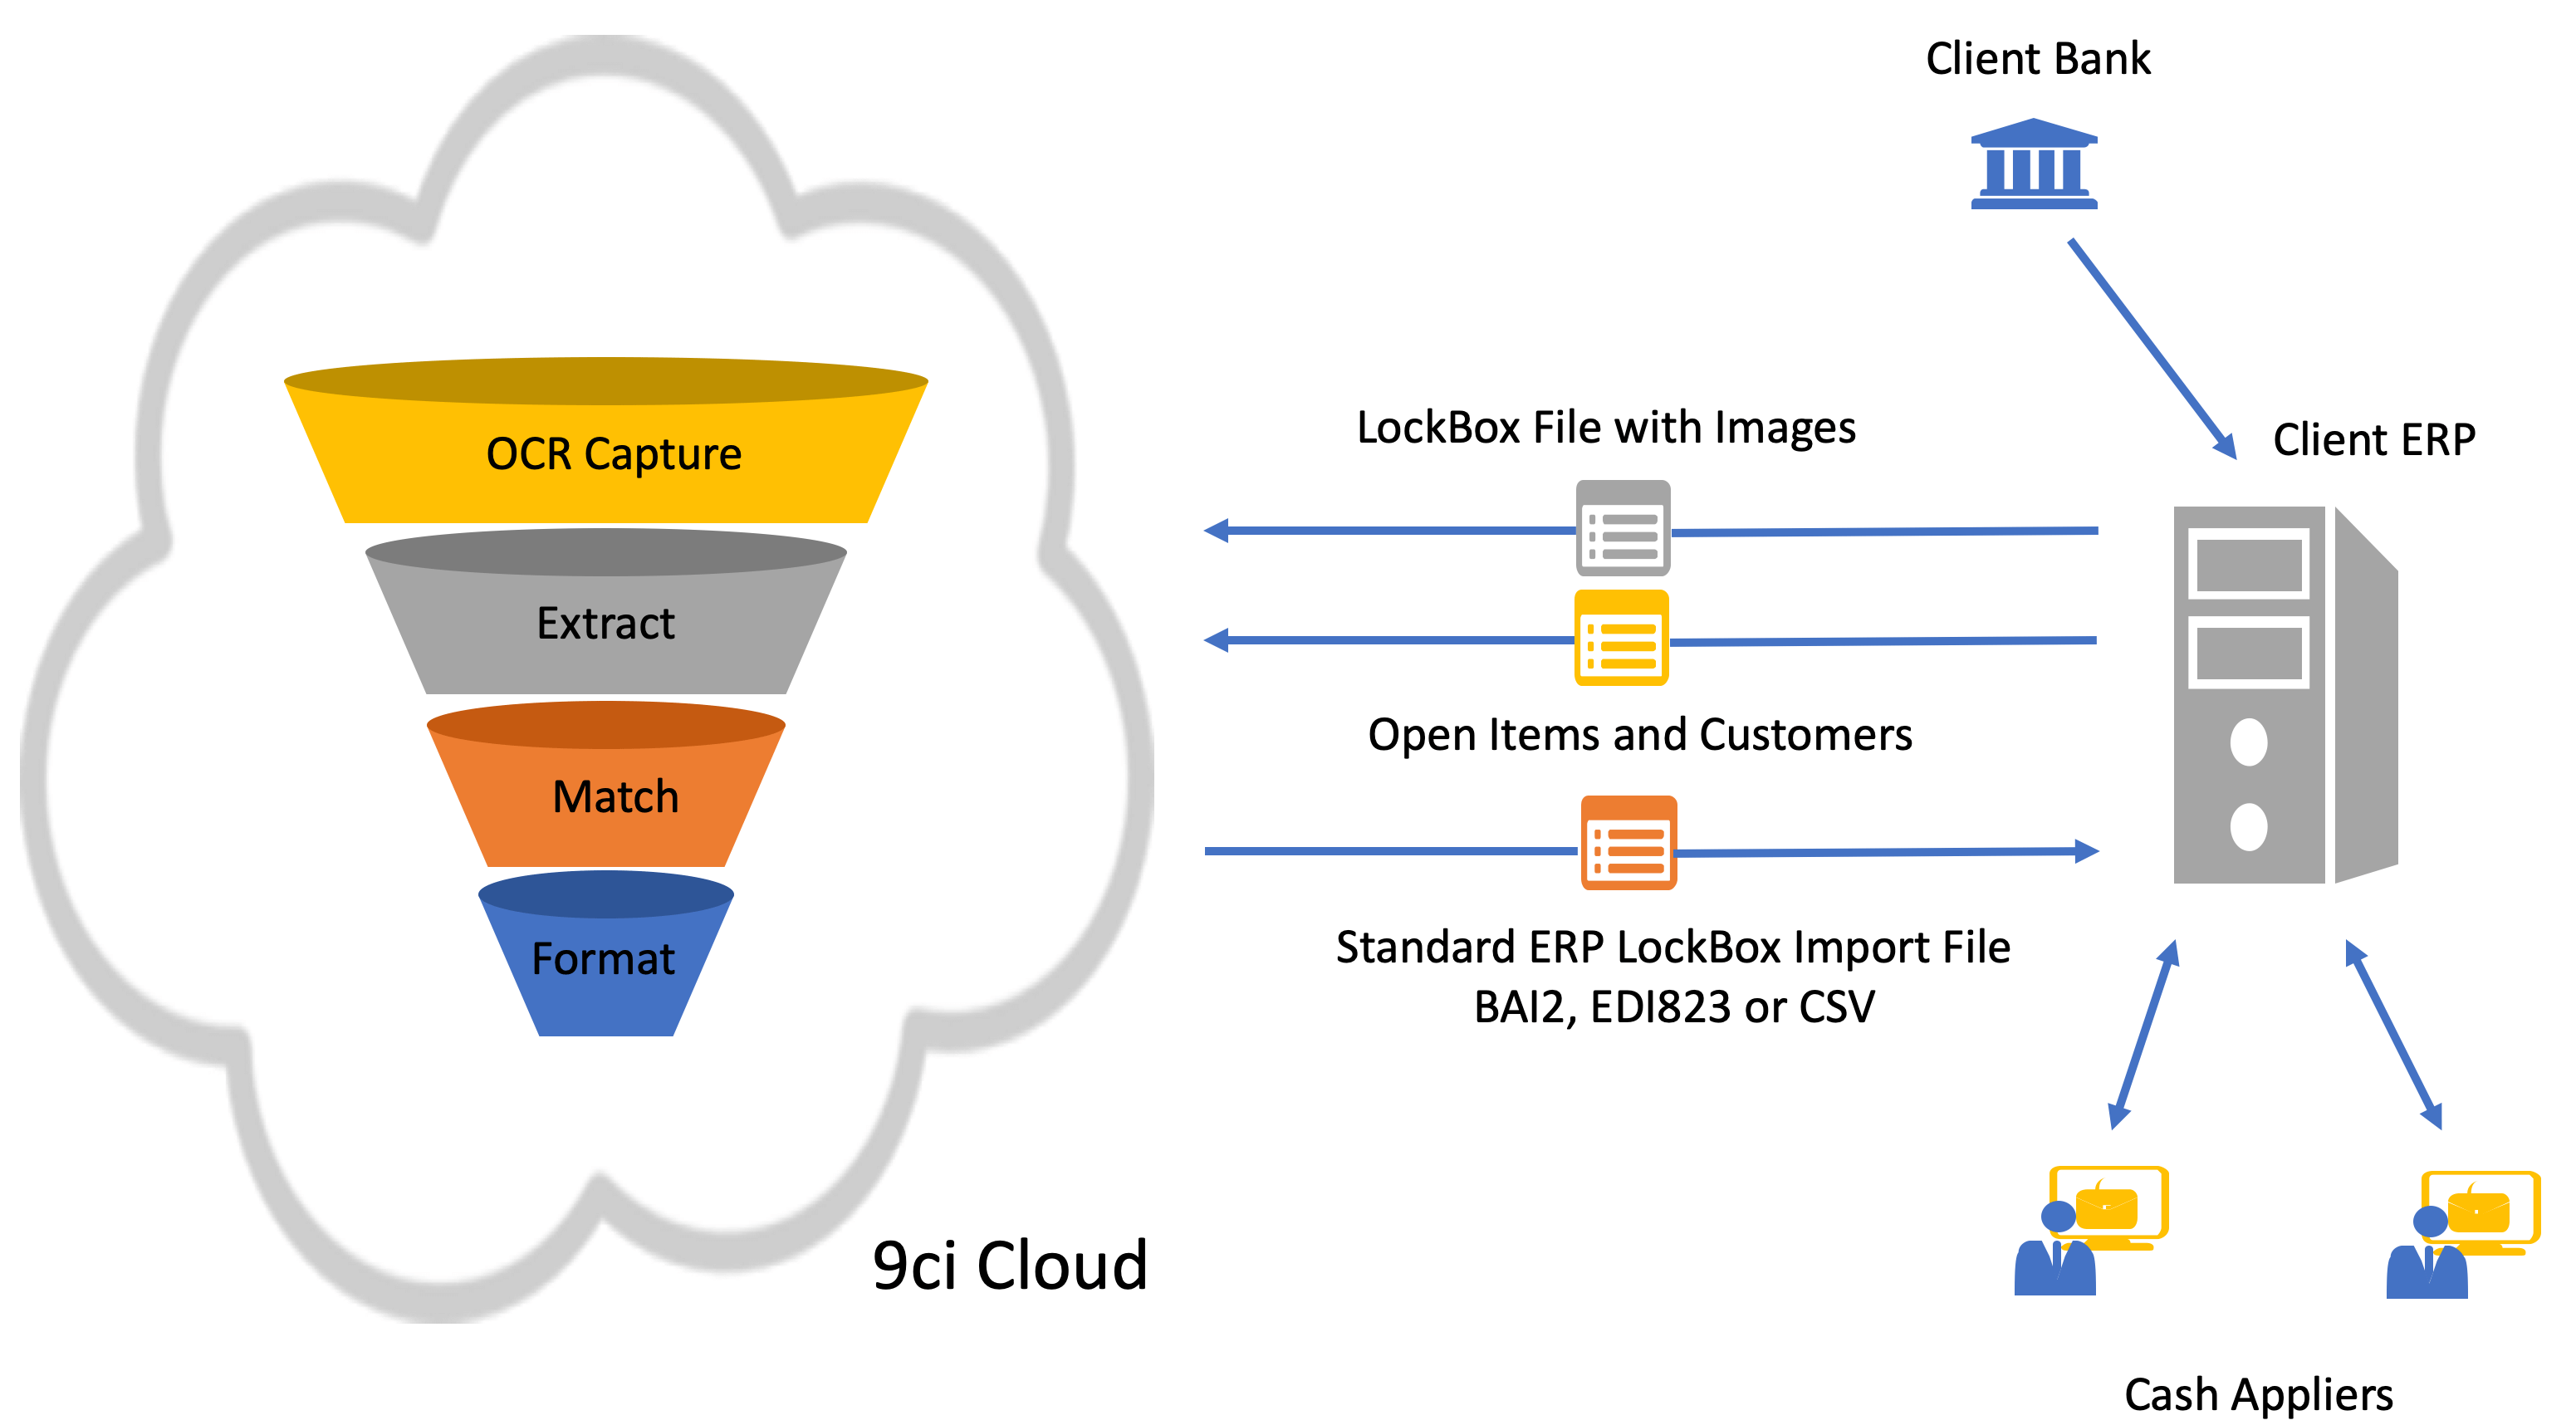 Client Bank
LockBox File with Images
Client ERP
OCR Capture
Extract
Open Items and Customers
Match
Standard ERP LockBox Import File
BAI2, EDI823 or CSV
Format
9ci Cloud
Cash Appliers